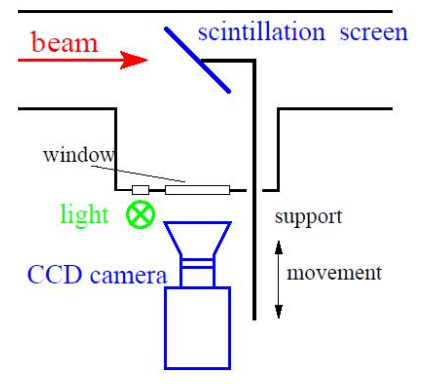 beam
scintillation screen
window
light
support
CCD camera
movement